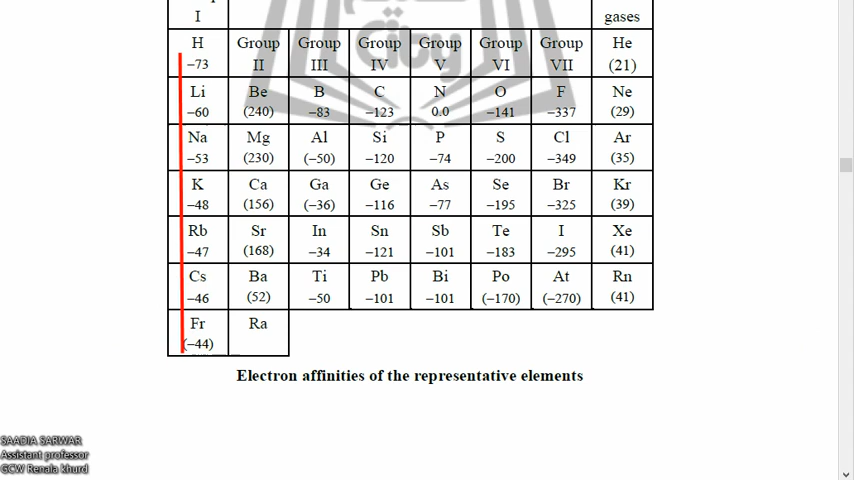 I gases
H Group Group Group Group Group Group He
–73 II III IV V VI VII (21)
Li Be B C N O F Ne
–60 (240) –83 –123 0.0 –141 –337 (29)
Na Mg Al Si P S Cl Ar
–53 (230) (–50) –120 –74 –200 –349 (35)
K Ca Ga Ge As Se Br Kr
–48 (156) (–36) –116 –77 –195 –325 (39)
Rb Sr In Sn Sb Te I Xe
–47 (168) –34 –121 –101 –183 –295 (41)
Cs Ba Ti Pb Bi Po At Rn
–46 (52) –50 –101 –101 (–170) (–270) (41)
Fr Ra
(–44)
Electron affinities of the representative elements
City
SAADIA SARWAR
Assistant professor
GCW Renala khurd